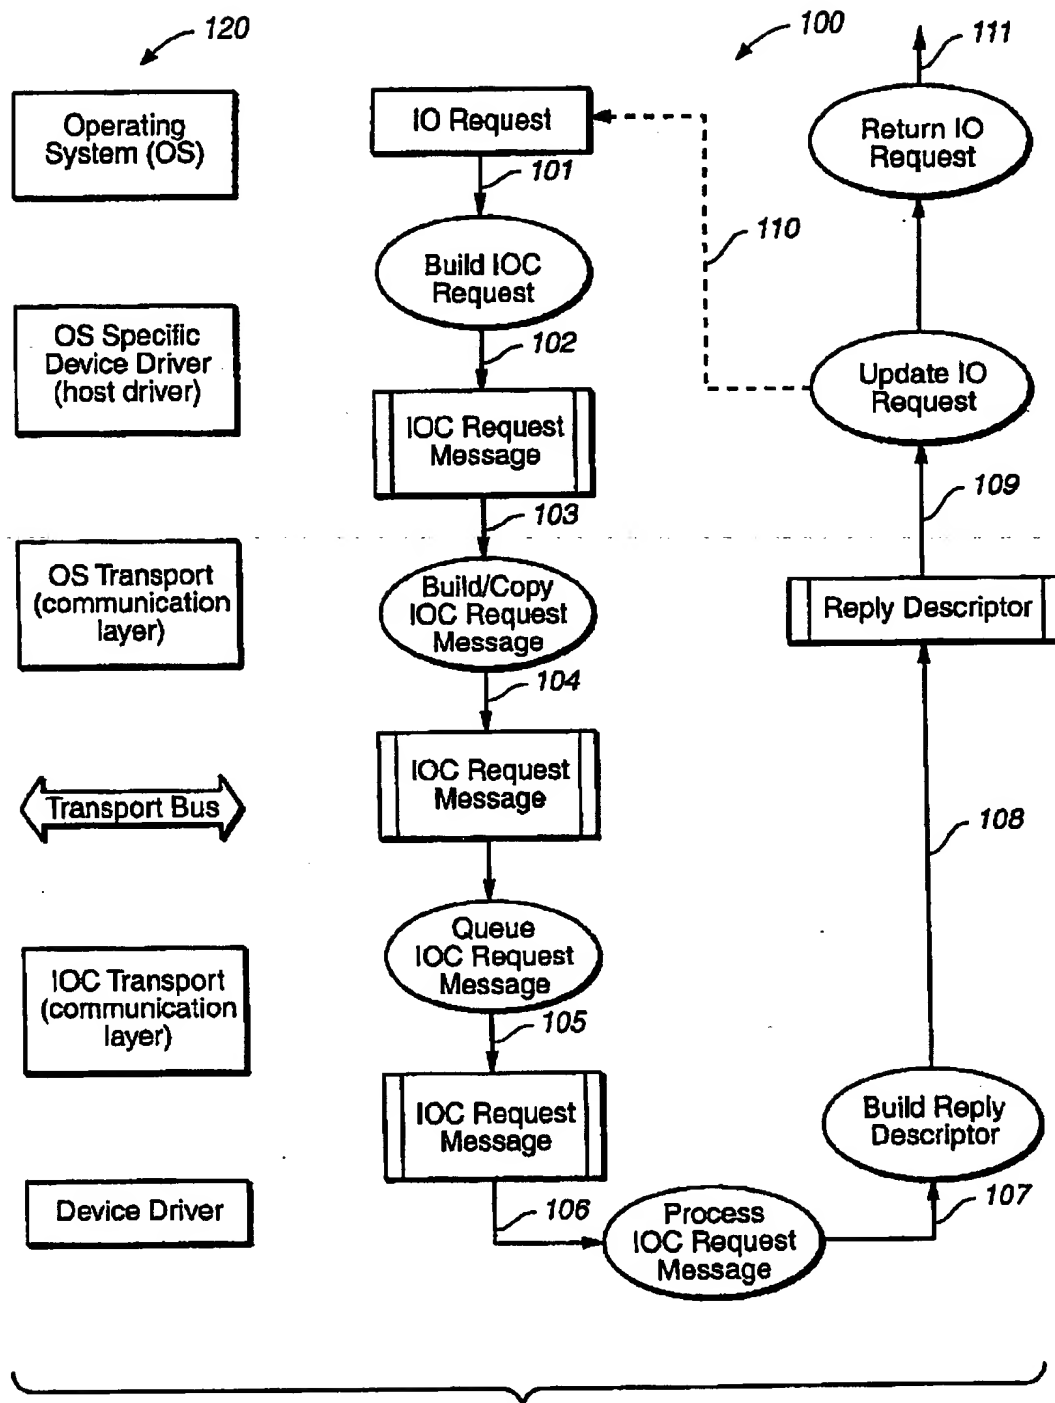 120
100
111
Operating
System (OS)
IO Request
Return IO
Request
101
110
Build IOC
Request
OS Specific
Device Driver
(host driver)
102
Update IO
Request
IOC Request
Message
109
103
OS Transport
(communication
layer)
Build/Copy
IOC Request
Message
Reply Descriptor
104
IOC Request
Message
Transport Bus
108
Queue
IOC Request
Message
IOC Transport
(communication
layer)
105
IOC Request
Message
Build Reply
Descriptor
Device Driver
106
Process
IOC Request
Message
107